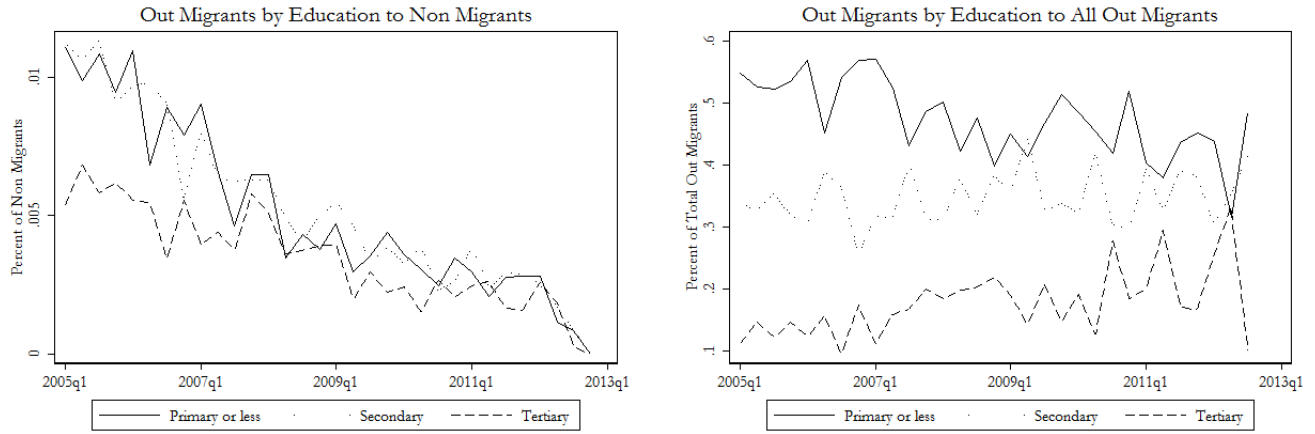 Out Migrants by Education to Non Migrants
Percent of Non Migrants
.01
.005
0
2005q1 2007q1 2009q1 2011q1 2013q1
Primary or less Secondary Tertiary
Out Migrants by Education to All Out Migrants
Percent of Total Out Migrants
.6
.5
.4
.3
.2
.1
2005q1 2007q1 2009q1 2011q1 2013q1
Primary or less Secondary Tertiary